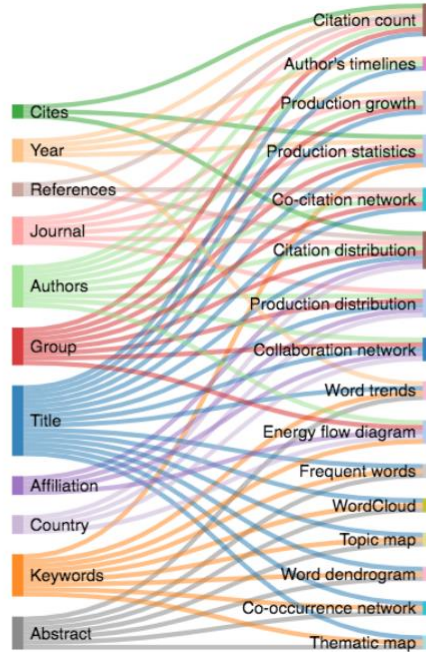 Cites
Year
References
Journal
Authors
Group
Title
Affiliation
Country
Keywords
Abstract
Citation count
Author's timelines
Production growth
Production statistics
Co-citation network
Citation distribution
Production distribution
Collaboration network
Word trends
Energy flow diagram
Frequent words
WordCloud
Topic map
Word dendrogram
Co-occurrence network
Thematic map